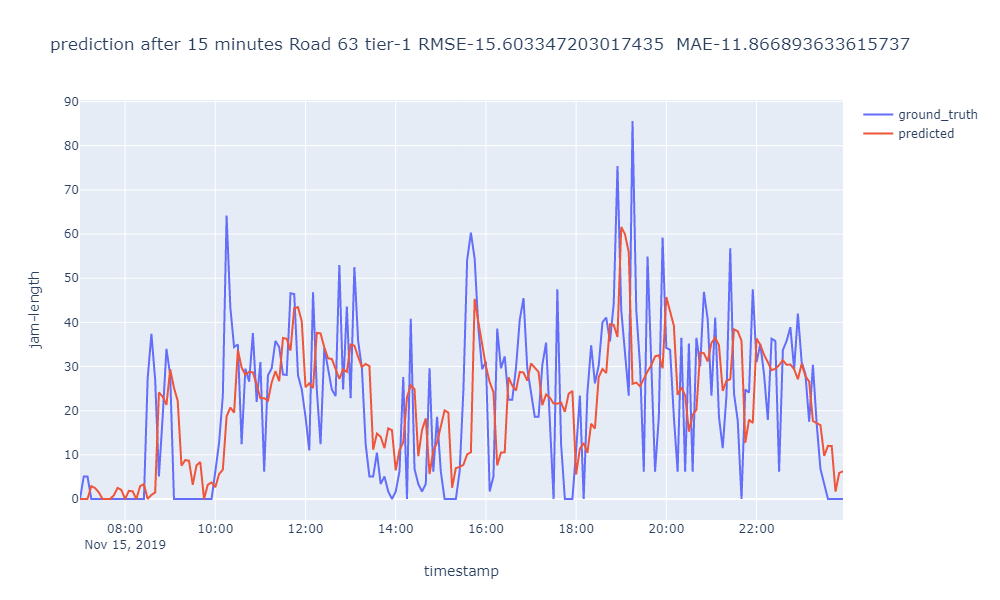 prediction after 15 minutes Road 63 tier-1 RMSE-15.603347203017435  MAE-11.866893633615737
ground_truth
predicted
jam-length
90
80
70
60
50
40
30
20
10
0
08:00 10:00 12:00 14:00 16:00 18:00 20:00 22:00
Nov 15, 2019
timestamp